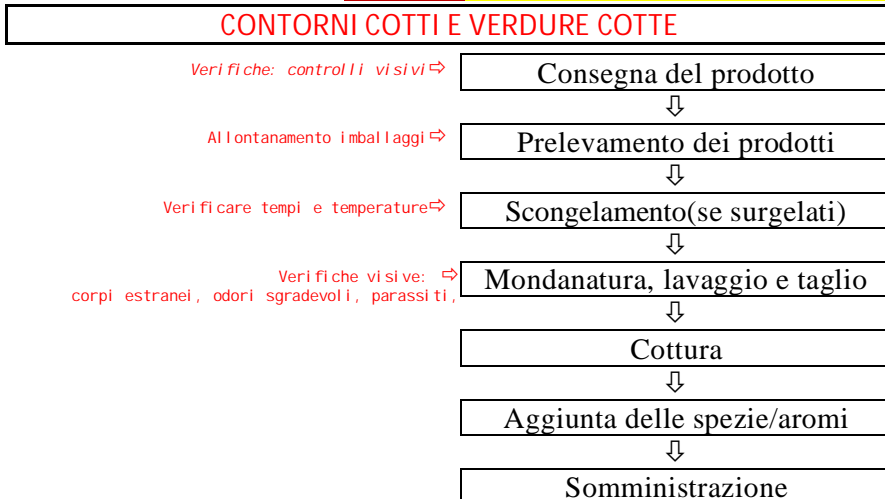 CONTORNI COTTI E VERDURE COTTE
Verifiche: controlli visivi⇨ Consegna del prodotto
⇩
Allontanamento imballaggi⇨ Prelevamento dei prodotti
⇩
Verificare tempi e temperature⇨ Scongelamento(se surgelati)
⇩
Verifiche visive: ⇨ Mondanatura, lavaggio e taglio
corpi estranei, odori sgradevoli, parassiti,
⇩
Cottura
⇩
Aggiunta delle spezie/aromi
⇩
Somministrazione